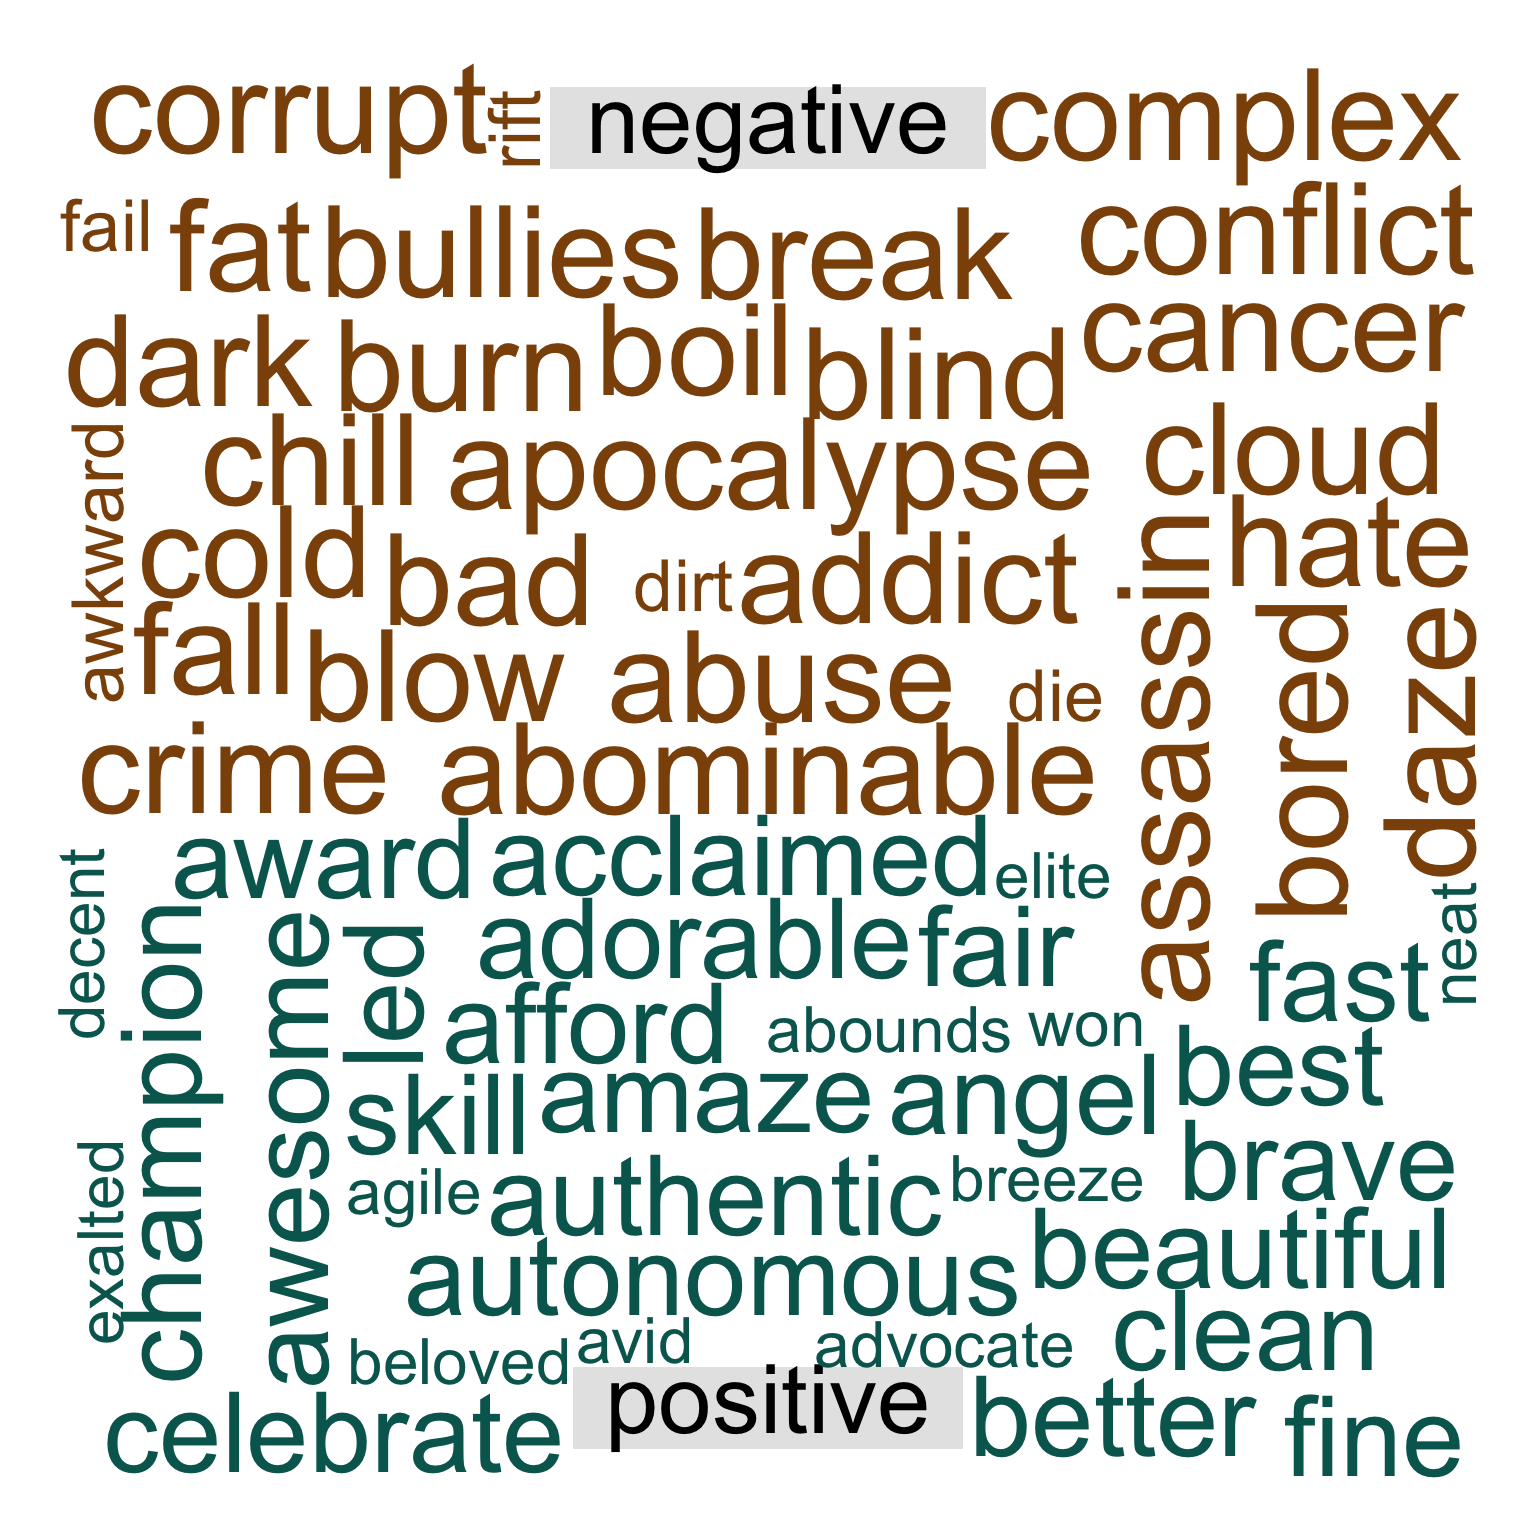 corrupt rift negative complex
fail fat bullies break conflict
dark burn boil blind cancer
awkward chill apocalypse cloud
cold bad dirt addict assassin hate
fall blow abuse die bored daze
crime abominable
decent award acclaimed elite neat
champion awesome led adorable fair fast
afford abounds won best
skill amaze angel brave
exalted agile authentic breeze beautiful
autonomous clean
beloved avid advocate
celebrate positive better fine